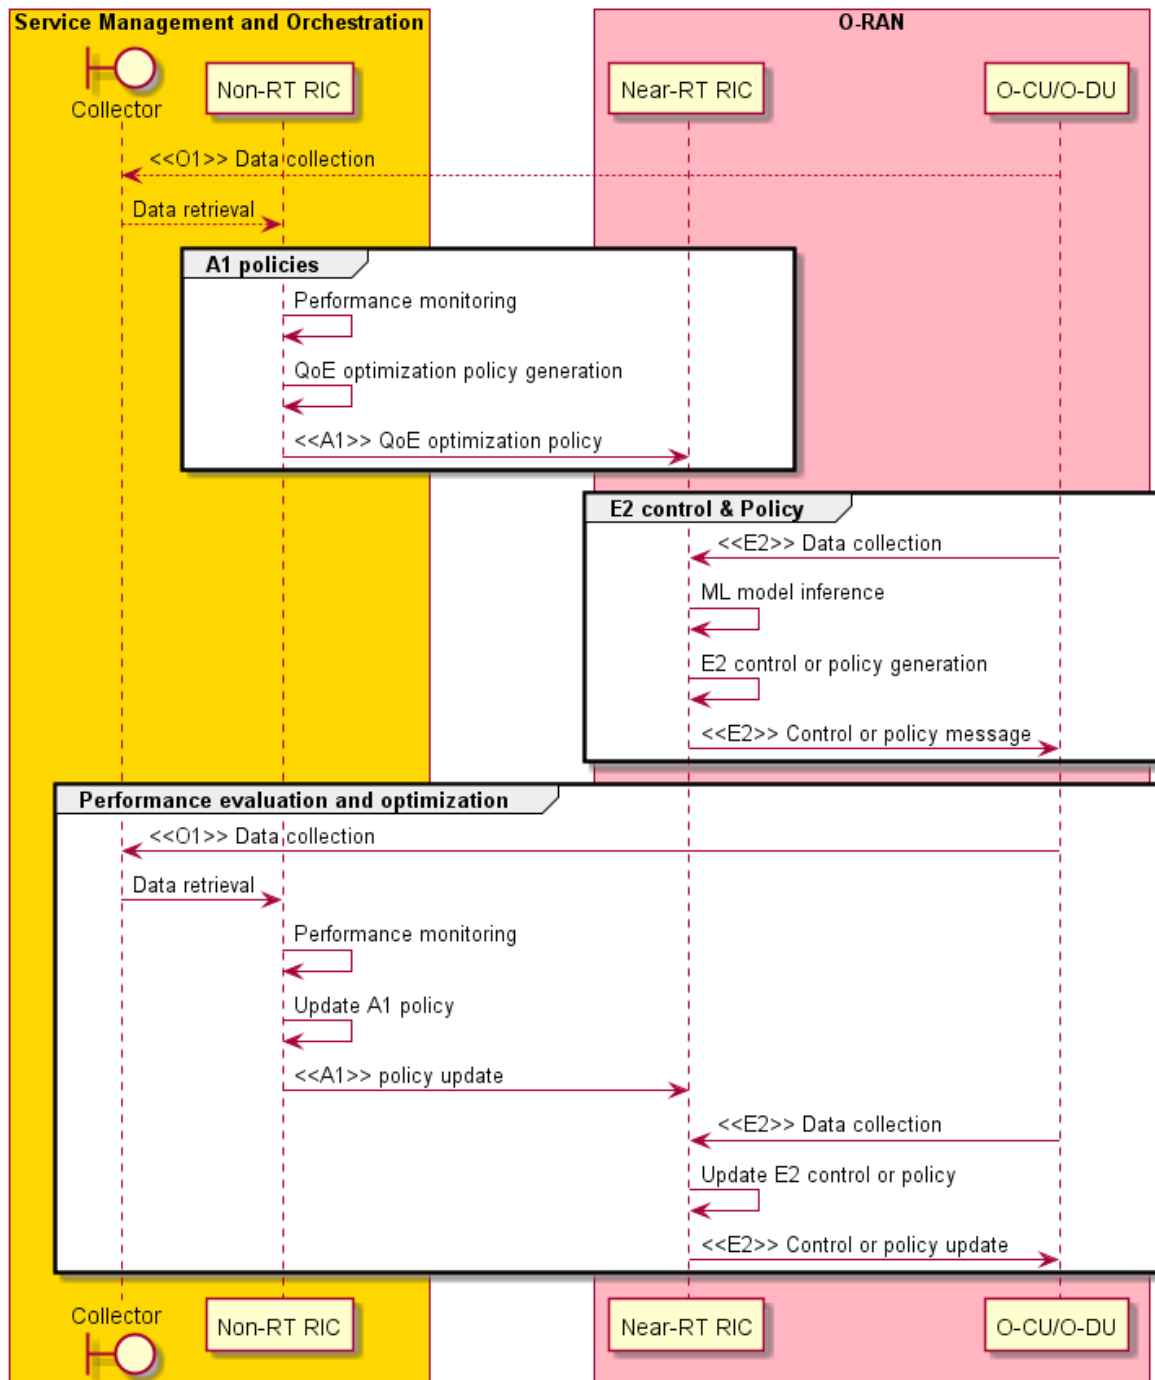 Service Management and Orchestration
O-RAN
Collector
Non-RT RIC
Near-RT RIC
O-CU/O-DU
<<O1>> Data collection
Data retrieval
A1 policies
Performance monitoring
QoE optimization policy generation
<<A1>> QoE optimization policy
E2 control & Policy
<<E2>> Data collection
ML model inference
E2 control or policy generation
<<E2>> Control or policy message
Performance evaluation and optimization
<<O1>> Data collection
Data retrieval
Performance monitoring
Update A1 policy
<<A1>> policy update
<<E2>> Data collection
Update E2 control or policy
<<E2>> Control or policy update
Collector
Non-RT RIC
Near-RT RIC
O-CU/O-DU